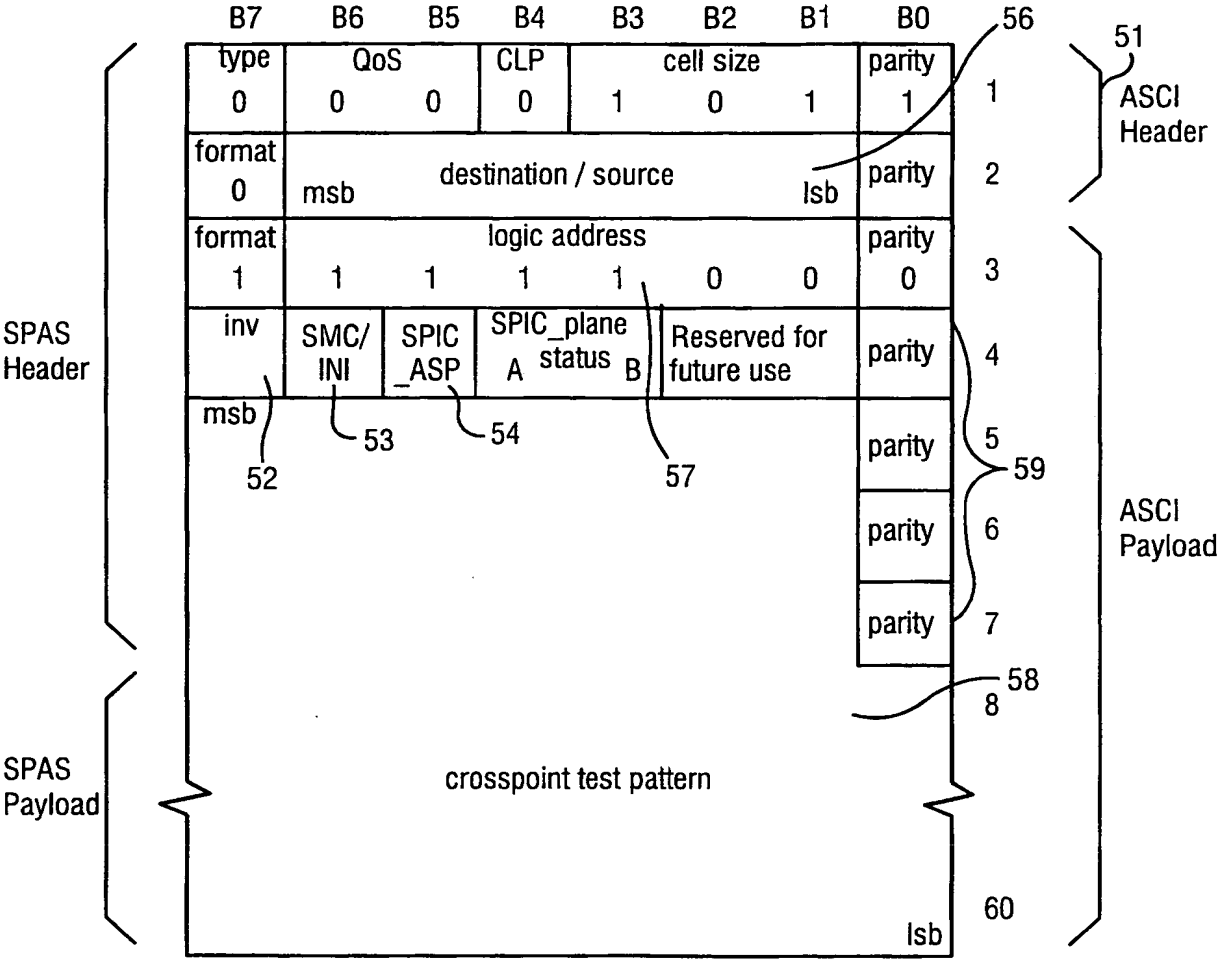 B7 B6 B5 B4 B3 B2 B1 B0 56
type QoS CLP cell size parity 51
0 0 0 0 1 0 1 1 1 ASCI Header
format destination / source parity 2
0 msb lsb
format logic address parity
1 1 1 1 1 0 0 0 3
SPAS Header
inv SMC/ INI SPIC _ASP SPIC_plane status A B Reserved for future use parity 4
msb 53 54 parity 5
52 57 59
parity 6 ASCI Payload
parity 7
58
8
SPAS Payload
crosspoint test pattern
60
lsb